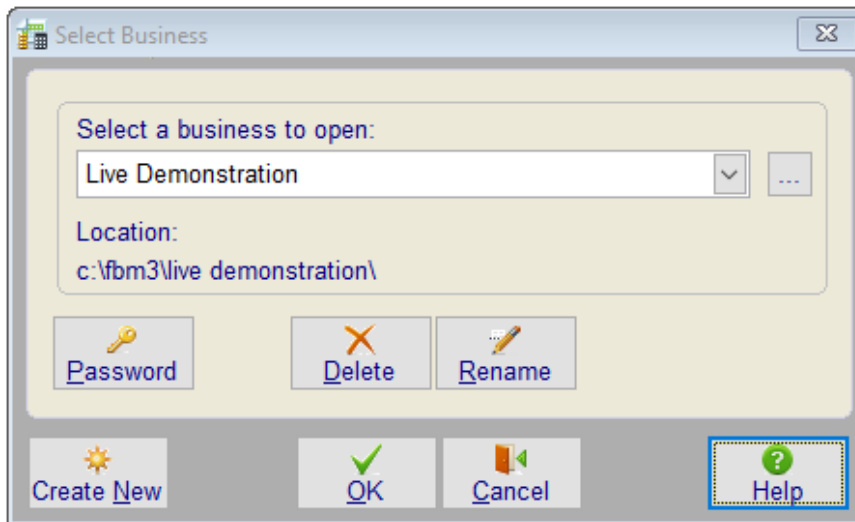 Select Business
Select a business to open:
Live Demonstration
...
Location:
c:\fbm3\live demonstration\
Password
Delete
Rename
Create New
OK
Cancel
Help